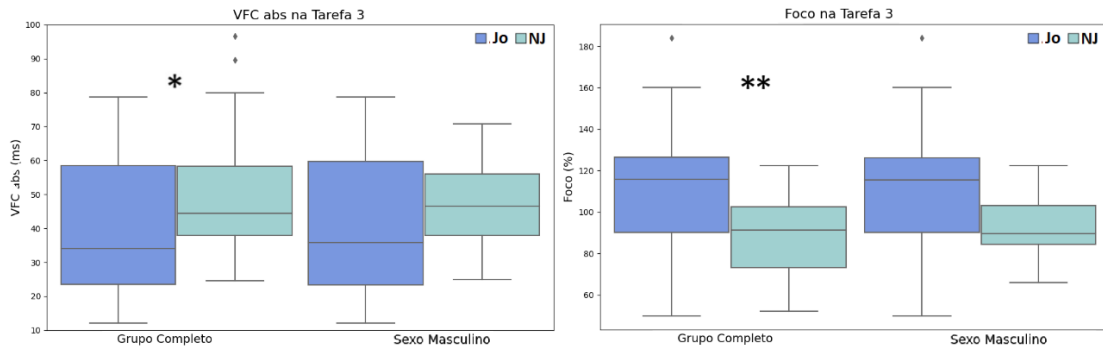 VFC abs na Tarefa 3
Jo NJ
*
VFC abs (ms)
100
90
80
70
60
50
40
30
20
10
Grupo Completo Sexo Masculino
Foco na Tarefa 3
Jo NJ
**
Foco (%)
180
160
140
120
100
80
60
Grupo Completo Sexo Masculino